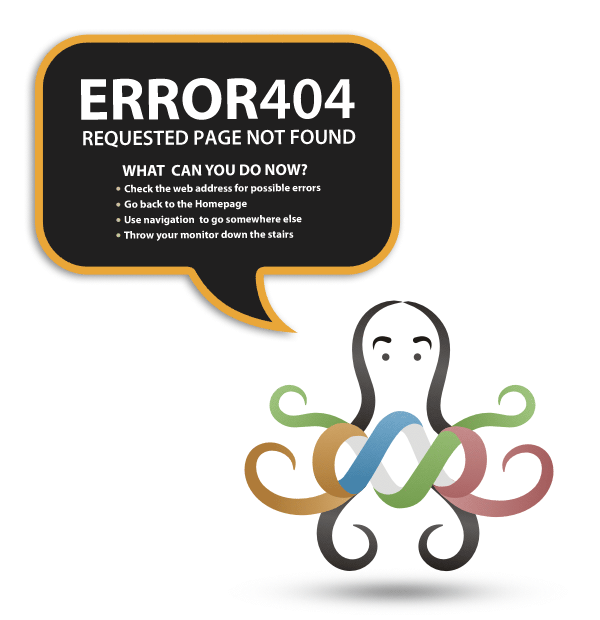 ERROR404
REQUESTED PAGE NOT FOUND
WHAT CAN YOU DO NOW?
• Check the web address for possible errors
• Go back to the Homepage
• Use navigation to go somewhere else
• Throw your monitor down the stairs